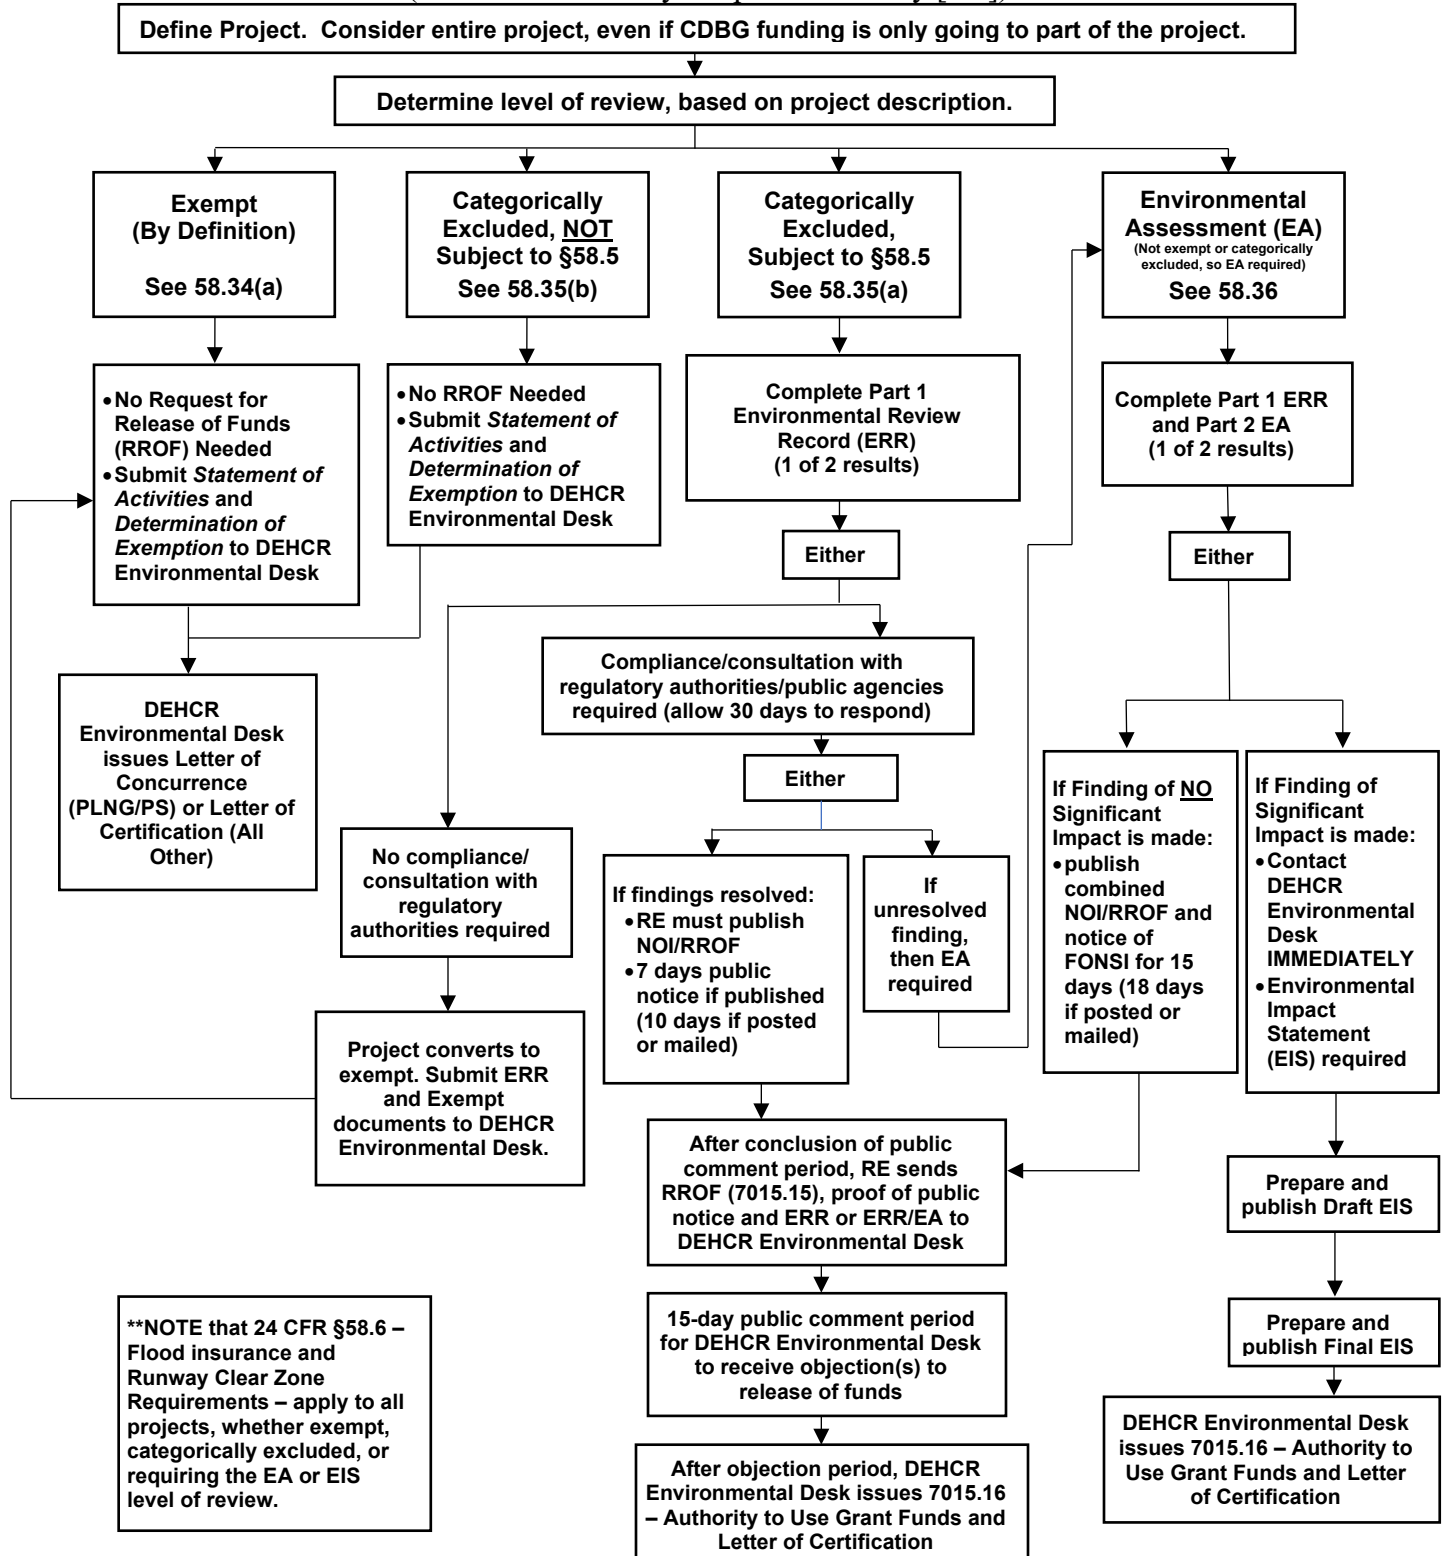 Define Project. Consider entire project, even if CDBG funding is only going to part of the project.
Determine level of review, based on project description.
Exempt
(By Definition)
See 58.34(a)
Categorically
Excluded, NOT
Subject to §58.5
See 58.35(b)
Categorically
Excluded,
Subject to §58.5
See 58.35(a)
Environmental
Assessment (EA)
(Not exempt or categorically
excluded, so EA required)
See 58.36
•No Request for
Release of Funds
(RROF) Needed
•Submit Statement of
Activities and
Determination of
Exemption to DEHCR
Environmental Desk
•No RROF Needed
•Submit Statement of
Activities and
Determination of
Exemption to DEHCR
Environmental Desk
Complete Part 1
Environmental Review
Record (ERR)
(1 of 2 results)
Complete Part 1 ERR
and Part 2 EA
(1 of 2 results)
Either
Either
Compliance/consultation with
regulatory authorities/public agencies
required (allow 30 days to respond)
DEHCR
Environmental Desk
issues Letter of
Concurrence
(PLNG/PS) or Letter of
Certification (All
Other)
Either
No compliance/
consultation with
regulatory
authorities required
If findings resolved:
•RE must publish
NOI/RROF
•7 days public
notice if published
(10 days if posted
or mailed)
If
unresolved
finding,
then EA
required
If Finding of NO
Significant
Impact is made:
•publish
combined
NOI/RROF and
notice of
FONSI for 15
days (18 days
if posted or
mailed)
If Finding of
Significant
Impact is made:
•Contact
DEHCR
Environmental
Desk
IMMEDIATELY
•Environmental
Impact
Statement
(EIS) required
Project converts to
exempt. Submit ERR
and Exempt
documents to DEHCR
Environmental Desk.
After conclusion of public
comment period, RE sends
RROF (7015.15), proof of public
notice and ERR or ERR/EA to
DEHCR Environmental Desk
Prepare and
publish Draft EIS
15-day public comment period
for DEHCR Environmental Desk
to receive objection(s) to
release of funds
Prepare and
publish Final EIS
**NOTE that 24 CFR §58.6 –
Flood insurance and
Runway Clear Zone
Requirements – apply to all
projects, whether exempt,
categorically excluded, or
requiring the EA or EIS
level of review.
After objection period, DEHCR
Environmental Desk issues 7015.16
– Authority to Use Grant Funds and
Letter of Certification
DEHCR Environmental Desk
issues 7015.16 – Authority to
Use Grant Funds and Letter
of Certification